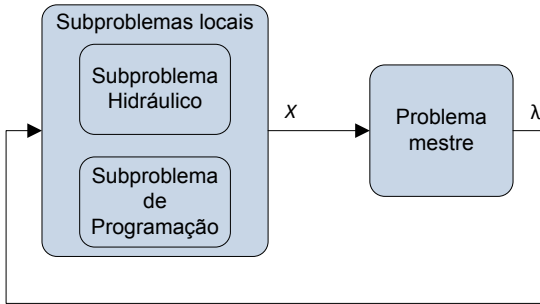 Subproblemas locais
Subproblema
Hidráulico
Subproblema
de
Programação
X
Problema
mestre
λ